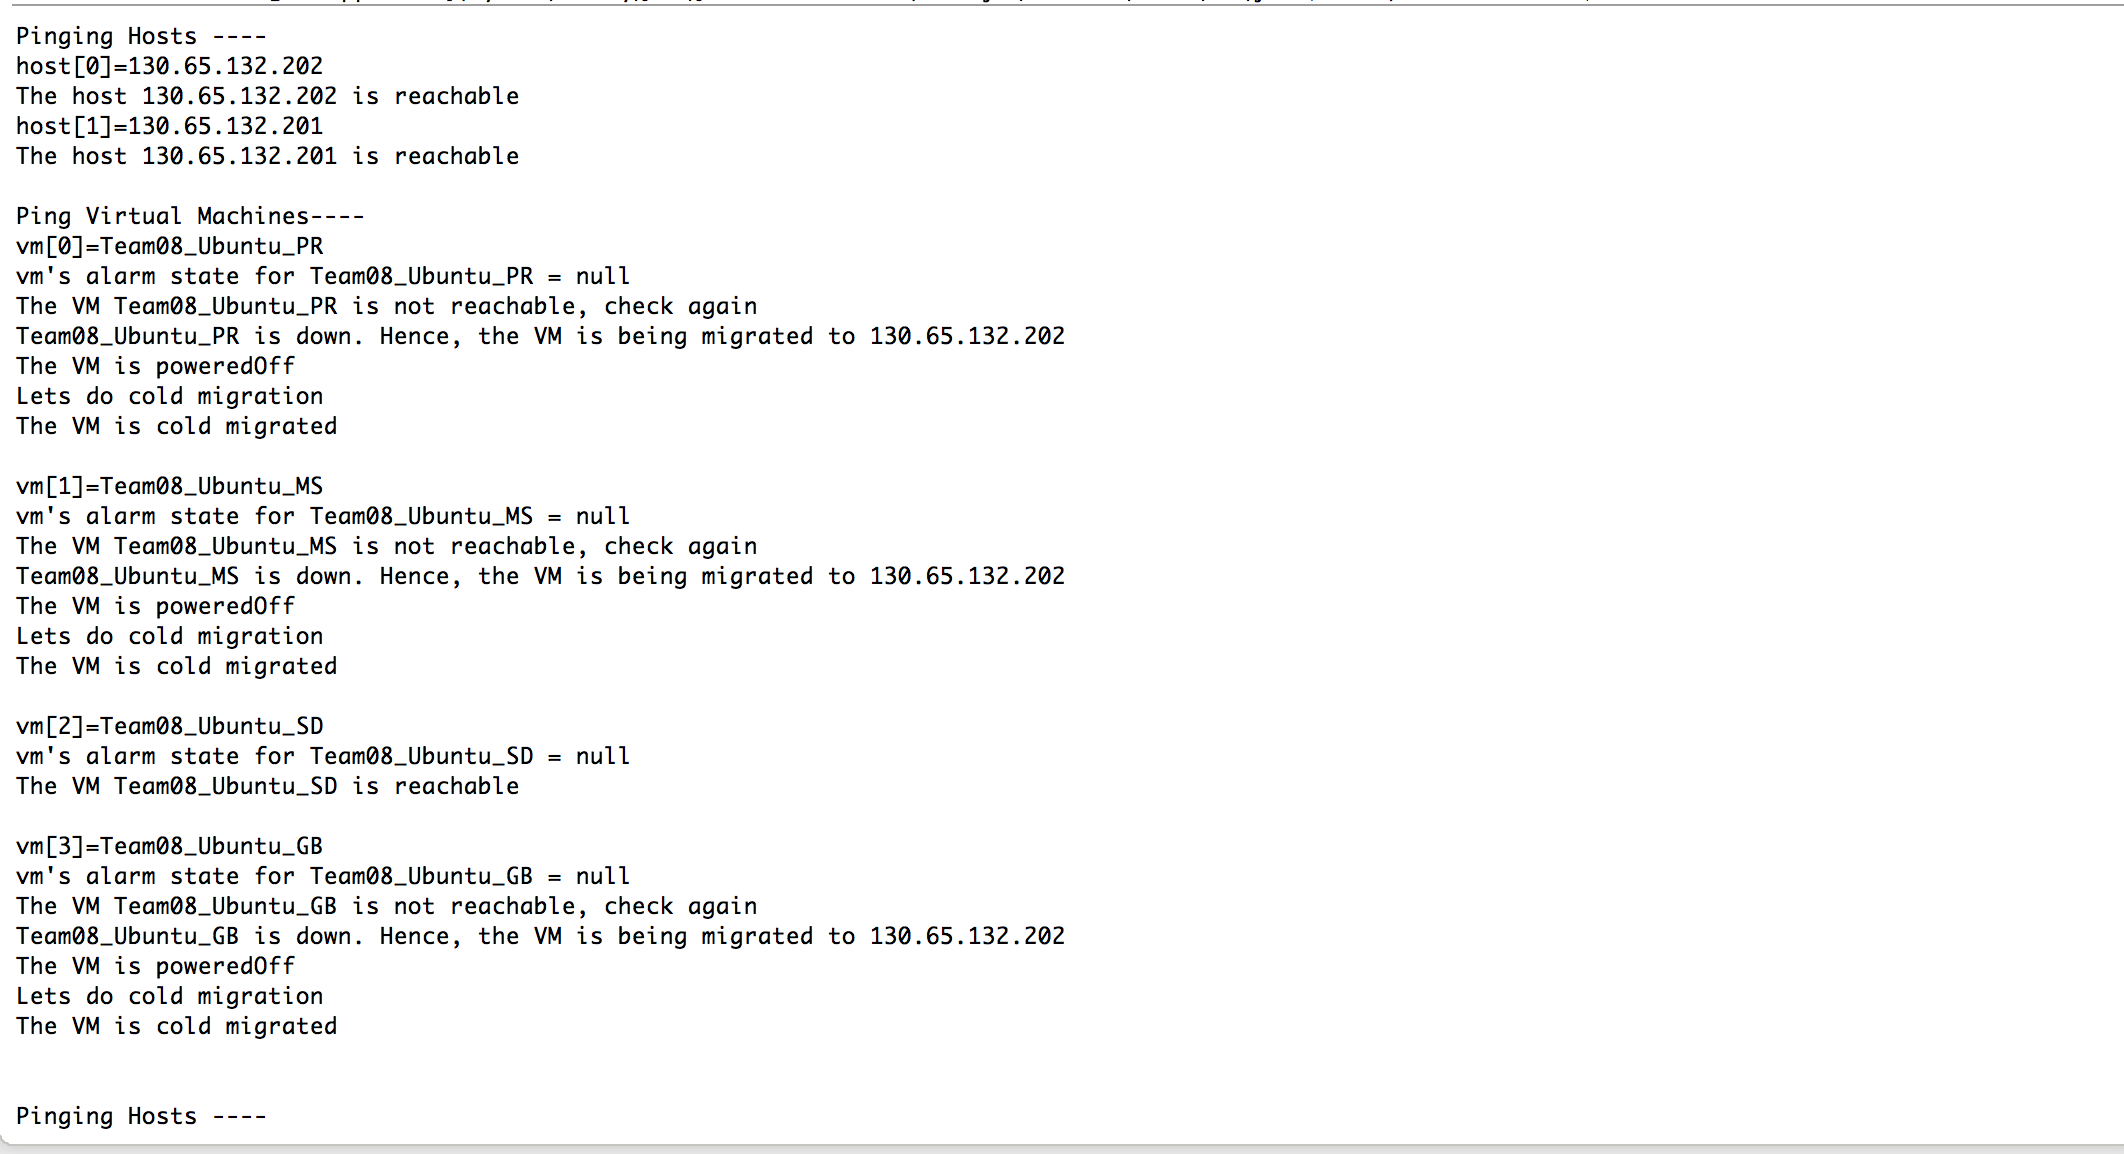 Pinging Hosts ----
host[0]=130.65.132.202
The host 130.65.132.202 is reachable
host[1]=130.65.132.201
The host 130.65.132.201 is reachable
Ping Virtual Machines----
vm[0]=Team08_Ubuntu_PR
vm's alarm state for Team08_Ubuntu_PR = null
The VM Team08_Ubuntu_PR is not reachable, check again
Team08_Ubuntu_PR is down. Hence, the VM is being migrated to 130.65.132.202
The VM is poweredOff
Lets do cold migration
The VM is cold migrated
vm[1]=Team08_Ubuntu_MS
vm's alarm state for Team08_Ubuntu_MS = null
The VM Team08_Ubuntu_MS is not reachable, check again
Team08_Ubuntu_MS is down. Hence, the VM is being migrated to 130.65.132.202
The VM is poweredOff
Lets do cold migration
The VM is cold migrated
vm[2]=Team08_Ubuntu_SD
vm's alarm state for Team08_Ubuntu_SD = null
The VM Team08_Ubuntu_SD is reachable
vm[3]=Team08_Ubuntu_GB
vm's alarm state for Team08_Ubuntu_GB = null
The VM Team08_Ubuntu_GB is not reachable, check again
Team08_Ubuntu_GB is down. Hence, the VM is being migrated to 130.65.132.202
The VM is poweredOff
Lets do cold migration
The VM is cold migrated
Pinging Hosts ----